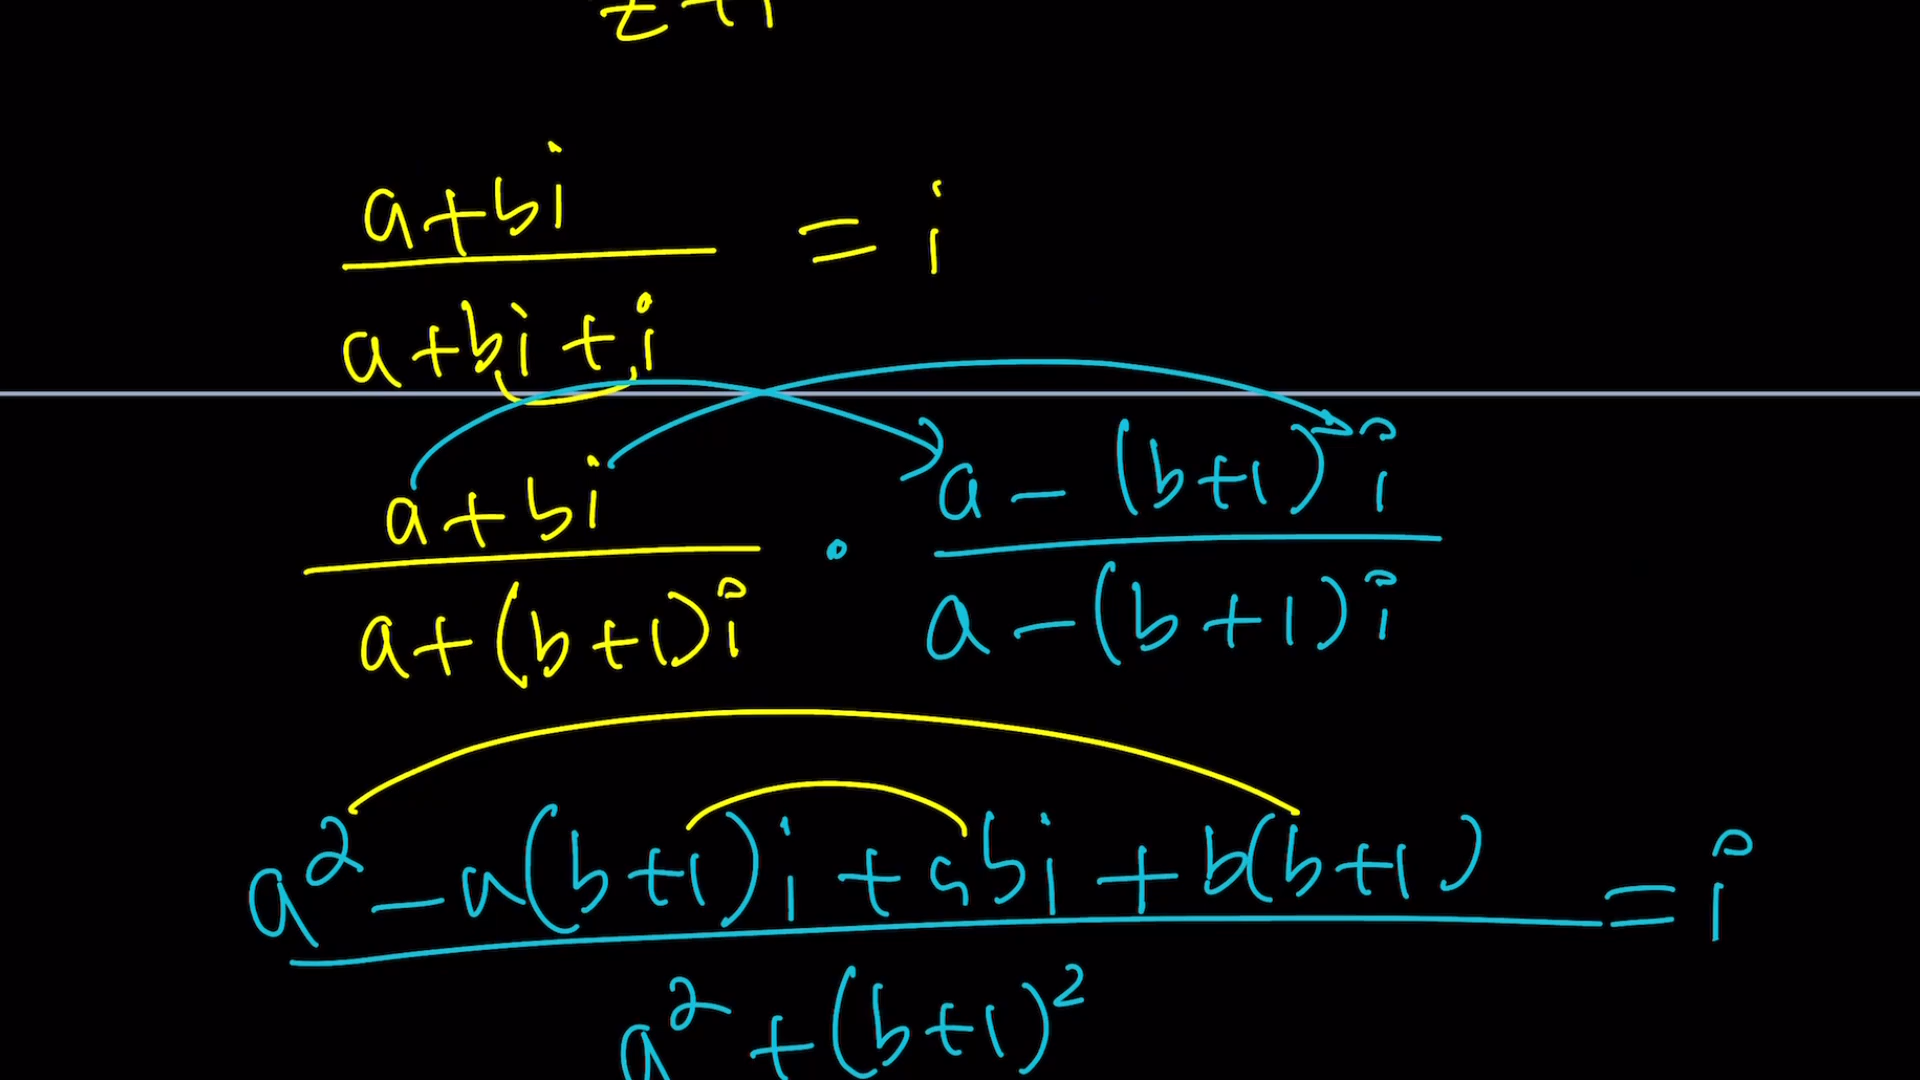 z+i
a+bi
a+bi+i
= i
a+bi · a-(b+1)i
a+(b+1)i a-(b+1)i
a²-a(b+1)i+abi+b(b+1) = i
a²+(b+1)²